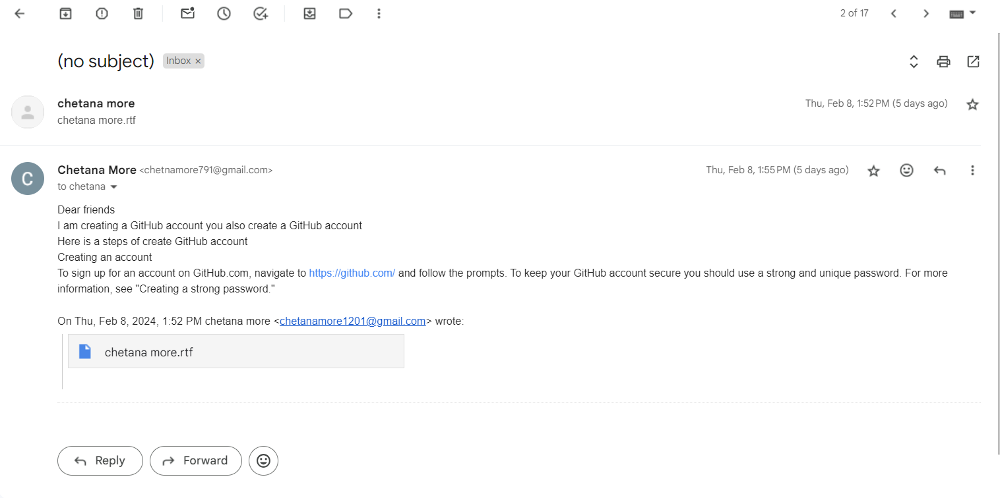 2 of 17
(no subject) Inbox ×
chetana more Thu, Feb 8, 1:52 PM (5 days ago)
chetana more.rtf
C
Chetana More <chetnamore791@gmail.com> Thu, Feb 8, 1:55 PM (5 days ago)
to chetana
Dear friends
I am creating a GitHub account you also create a GitHub account
Here is a steps of create GitHub account
Creating an account
To sign up for an account on GitHub.com, navigate to https://github.com/ and follow the prompts. To keep your GitHub account secure you should use a strong and unique password. For more
information, see "Creating a strong password."
On Thu, Feb 8, 2024, 1:52 PM chetana more <chetanamore1201@gmail.com> wrote:
chetana more.rtf
Reply Forward